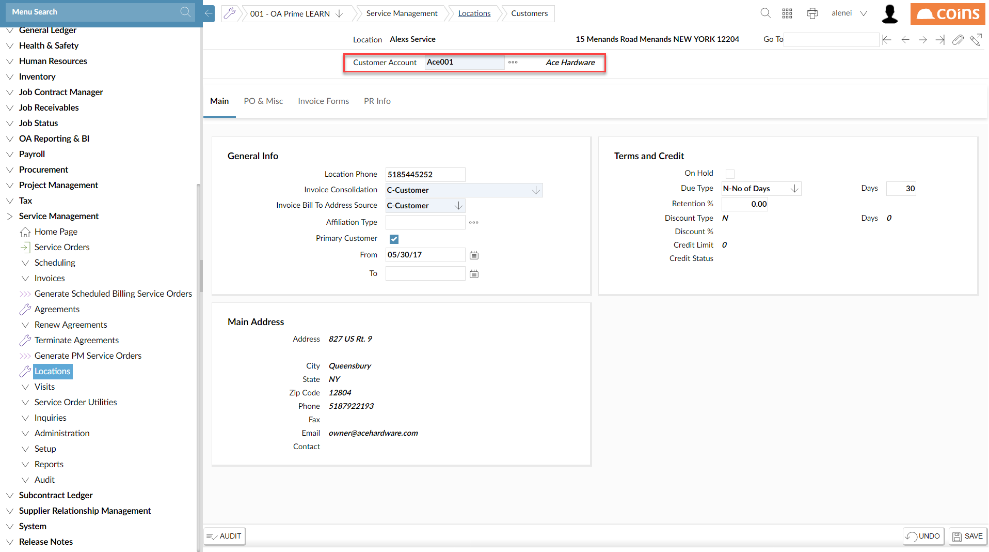 Menu Search
General Ledger
Health & Safety
Human Resources
Inventory
Job Contract Manager
Job Receivables
Job Status
OA Reporting & BI
Payroll
Procurement
Project Management
Tax
Service Management
Home Page
Service Orders
Scheduling
Invoices
Generate Scheduled Billing Service Orders
Agreements
Renew Agreements
Terminate Agreements
Generate PM Service Orders
Locations
Visits
Service Order Utilities
Inquiries
Administration
Setup
Reports
Audit
Subcontract Ledger
Supplier Relationship Management
System
Release Notes
001 - OA Prime LEARN Service Management Locations Customers
alenei
COINS
Location Alexs Service 15 Menands Road Menands NEW YORK 12204 Go To
Customer Account Ace001 Ace Hardware
Main PO & Misc Invoice Forms PR Info
General Info
Location Phone 5185445252
Invoice Consolidation C-Customer
Invoice Bill To Address Source C-Customer
Affiliation Type
Primary Customer
From 05/30/17
To
Terms and Credit
On Hold
Due Type N-No of Days Days 30
Retention % 0.00
Discount Type N Days 0
Discount %
Credit Limit 0
Credit Status
Main Address
Address 827 US Rt. 9
City Queensbury
State NY
Zip Code 12804
Phone 5187922193
Fax
Email owner@acehardware.com
Contact
AUDIT UNDO SAVE